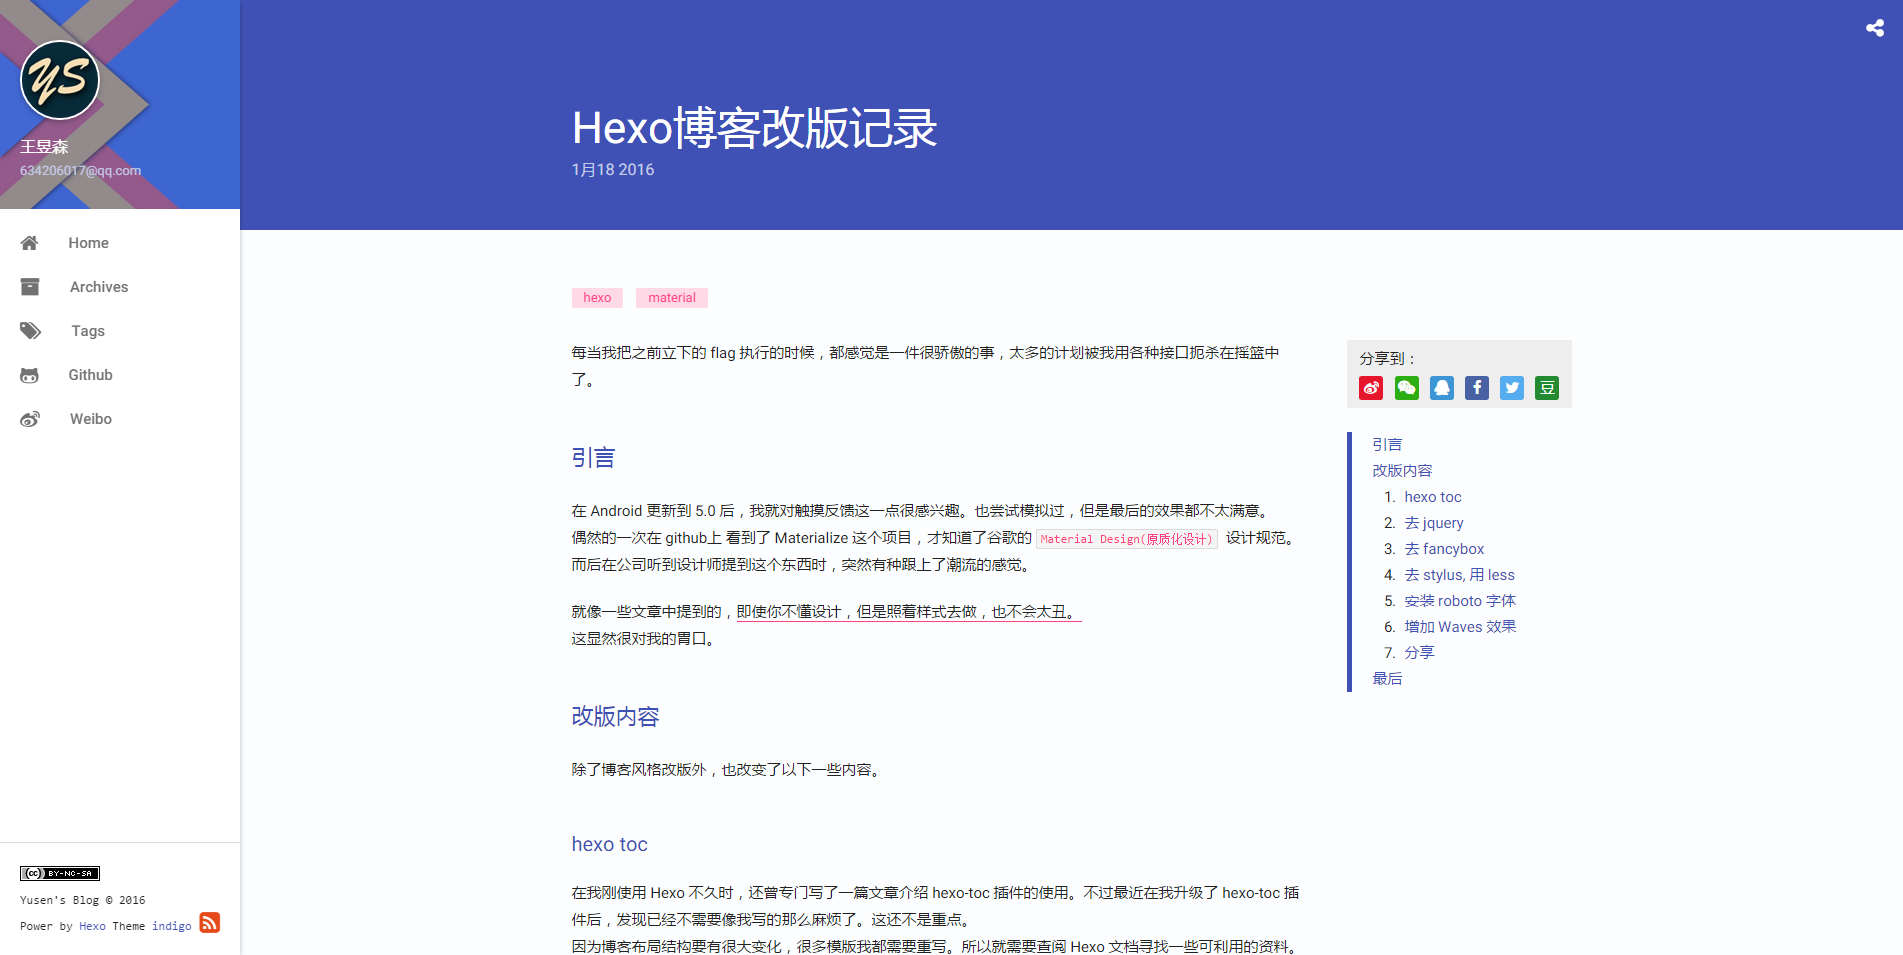 YS
王昱森
634206017@qq.com
Home
Archives
Tags
Github
Weibo
BY-NC-SA
Yusen's Blog © 2016
Power by Hexo Theme indigo
Hexo博客改版记录
1月18 2016
hexo material
每当我把之前立下的 flag 执行的时候，都感觉是一件很骄傲的事，太多的计划被我用各种接口扼杀在摇篮中
了。
引言
在 Android 更新到 5.0 后，我就对触摸反馈这一点很感兴趣。也尝试模拟过，但是最后的效果都不太满意。
偶然的一次在 github上 看到了 Materialize 这个项目，才知道了谷歌的 Material Design(原质化设计) 设计规范。
而后在公司听到设计师提到这个东西时，突然有种跟上了潮流的感觉。
就像一些文章中提到的，即使你不懂设计，但是照着样式去做，也不会太丑。
这显然很对我的胃口。
改版内容
除了博客风格改版外，也改变了以下一些内容。
hexo toc
在我刚使用 Hexo 不久时，还曾专门写了一篇文章介绍 hexo-toc 插件的使用。不过最近在我升级了 hexo-toc 插
件后，发现已经不需要像我写的那么麻烦了。这还不是重点。
因为博客布局结构要有很大变化，很多模版我都需要重写。所以就需要查阅 Hexo 文档寻找一些可利用的资料。
分享到：
豆
引言
改版内容
1. hexo toc
2. 去 jquery
3. 去 fancybox
4. 去 stylus, 用 less
5. 安装 roboto 字体
6. 增加 Waves 效果
7. 分享
最后